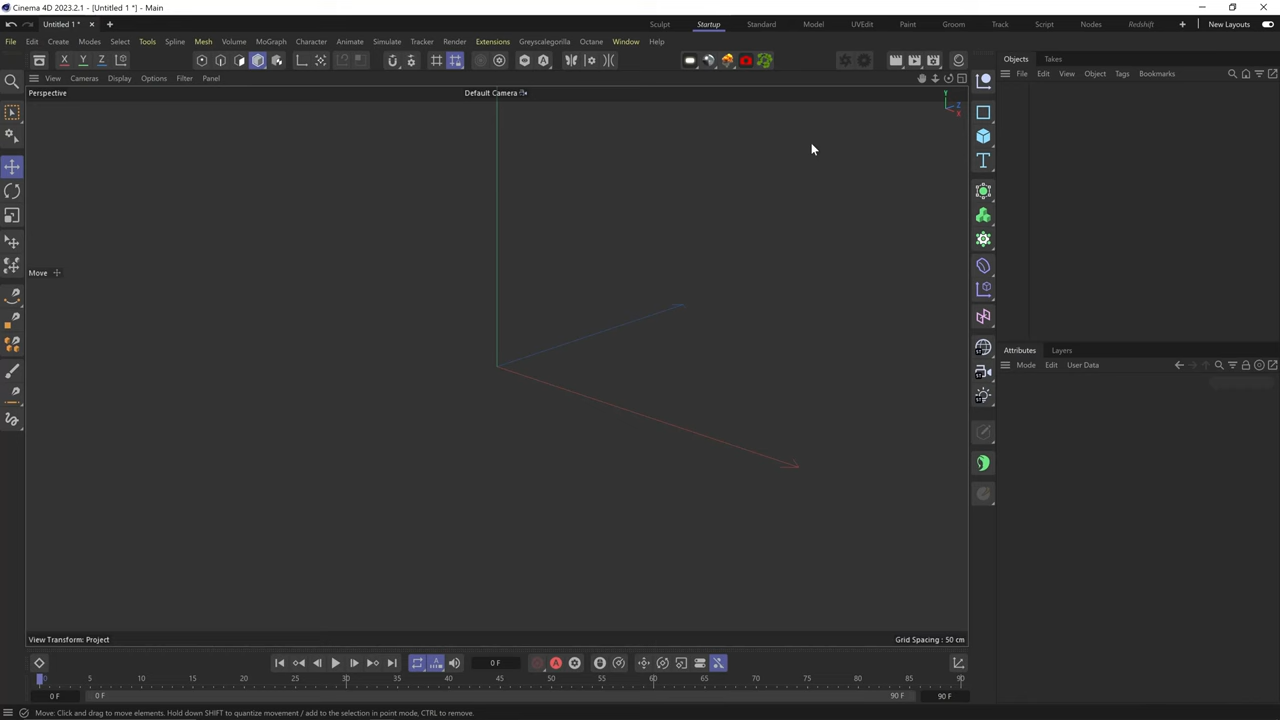 Cinema 4D 2023.2.1 - [Untitled 1 *] - Main
Untitled 1 *
Sculpt Startup Standard Model UVEdit Paint Groom Track Script Nodes Redshift New Layouts
File Edit Create Modes Select Tools Spline Mesh Volume MoGraph Character Animate Simulate Tracker Render Extensions Greyscalegorilla Octane Window Help
Objects Takes
X Y Z
View Cameras Display Options Filter Panel
File Edit View Object Tags Bookmarks
Perspective
Default Camera
Y
Z
X
Move
Attributes Layers
Mode Edit User Data
View Transform: Project
Grid Spacing : 50 cm
0 F
0 5 10 15 20 25 30 35 40 45 50 55 60 65 70 75 80 85 90
0 F 0 F 90 F 90 F
Move: Click and drag to move elements. Hold down SHIFT to quantize movement / add to the selection in point mode, CTRL to remove.